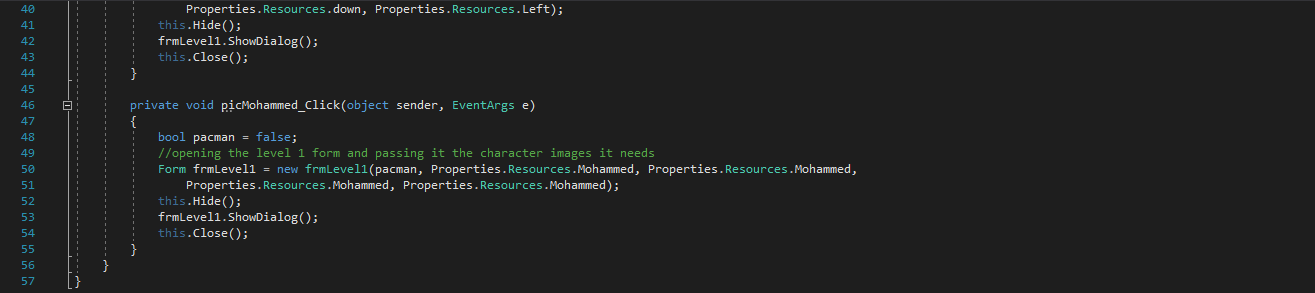 40 Properties.Resources.down, Properties.Resources.Left);
41 this.Hide();
42 frmLevel1.ShowDialog();
43 this.Close();
44 }
45
46 private void picMohammed_Click(object sender, EventArgs e)
47 {
48 bool pacman = false;
49 //opening the level 1 form and passing it the character images it needs
50 Form frmLevel1 = new frmLevel1(pacman, Properties.Resources.Mohammed, Properties.Resources.Mohammed,
51 Properties.Resources.Mohammed, Properties.Resources.Mohammed);
52 this.Hide();
53 frmLevel1.ShowDialog();
54 this.Close();
55 }
56 }
57 }